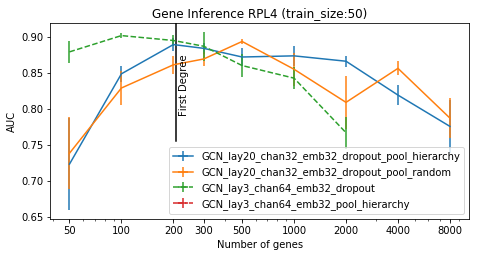 Gene Inference RPL4 (train_size:50)
0.90
0.85
0.80
0.75
0.70
0.65
AUC
First Degree
GCN_lay20_chan32_emb32_dropout_pool_hierarchy
GCN_lay20_chan32_emb32_dropout_pool_random
GCN_lay3_chan64_emb32_dropout
GCN_lay3_chan64_emb32_pool_hierarchy
50 100 200 300 500 1000 2000 4000 8000
Number of genes